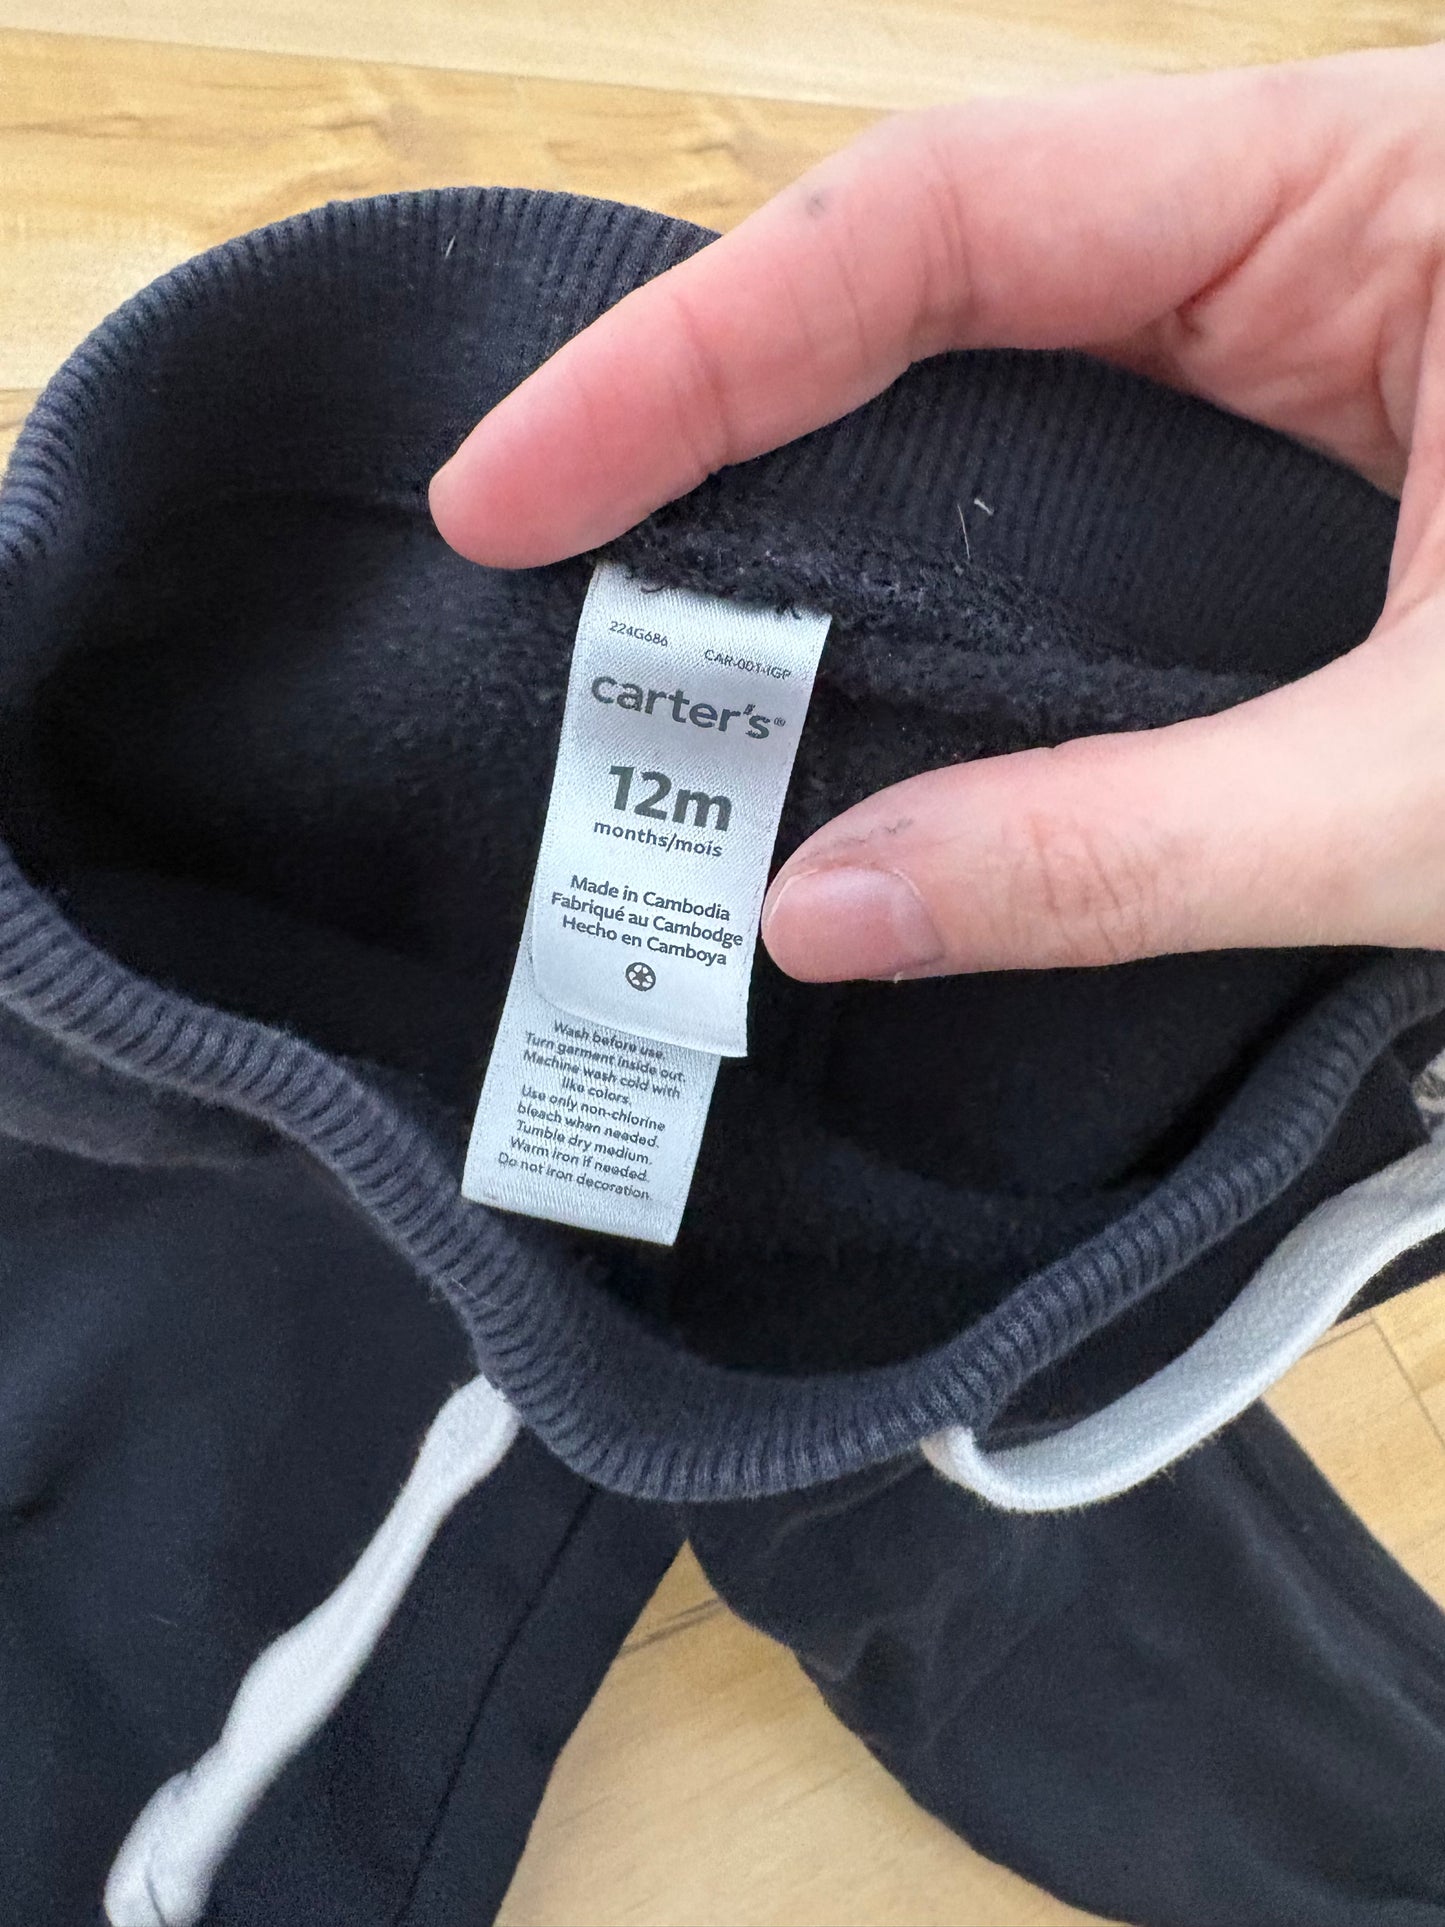 224G686
CAR-001-IGP
carter's®
12m
months/mois
Made in Cambodia
Fabriqué au Cambodge
Hecho en Camboya
Wash before use.
Turn garment inside out.
Machine wash cold with
like colors.
Use only non-chlorine
bleach when needed.
Tumble dry medium.
Warm iron if needed.
Do not iron decoration.